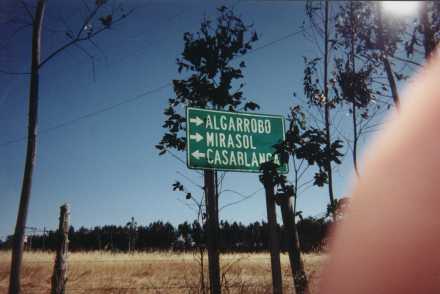 → ALGARROBO
→ MIRASOL
← CASABLANCA